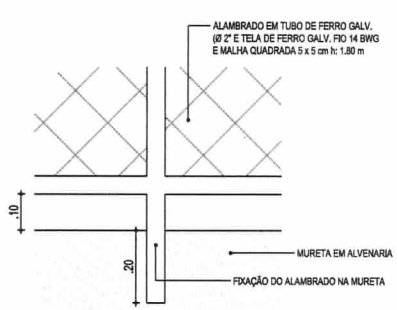 ALAMBRADO EM TUBO DE FERRO GALV.
(Ø 2" E TELA DE FERRO GALV. FIO 14 BWG
E MALHA QUADRADA 5 x 5 cm h: 1.80 m
.10
.20
MURETA EM ALVENARIA
FIXAÇÃO DO ALAMBRADO NA MURETA